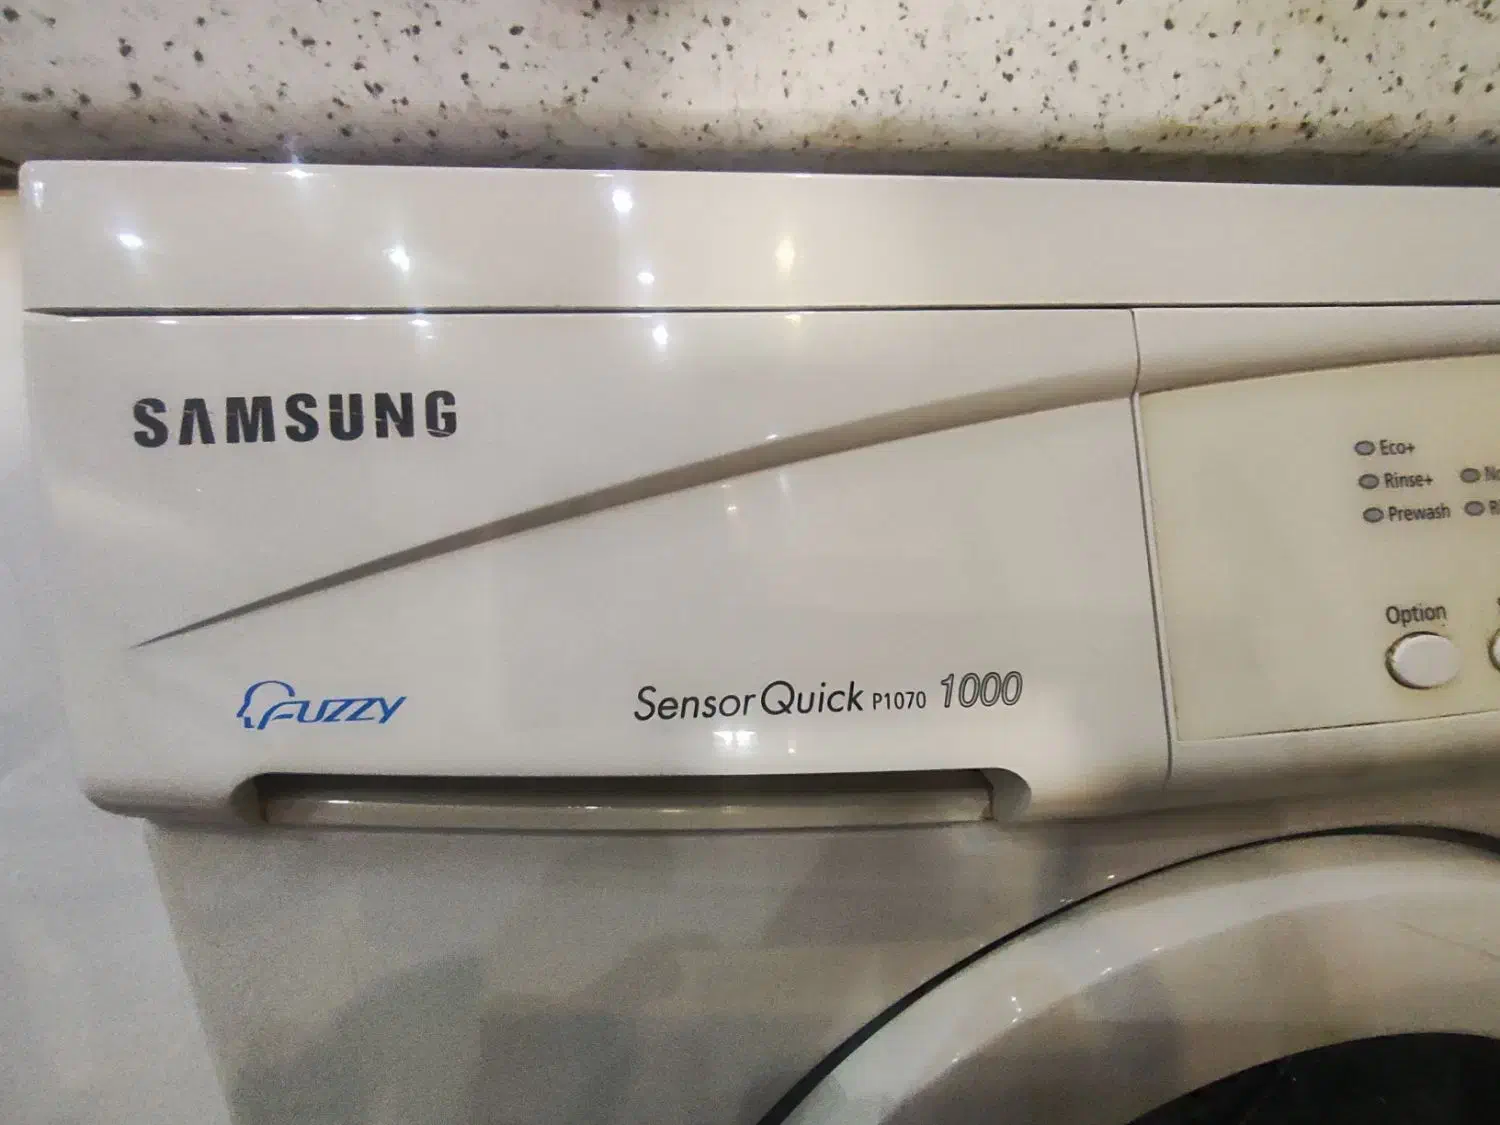 SAMSUNG
Eco+
Rinse+
Prewash
Option
Fuzzy
SensorQuick P1070 1000